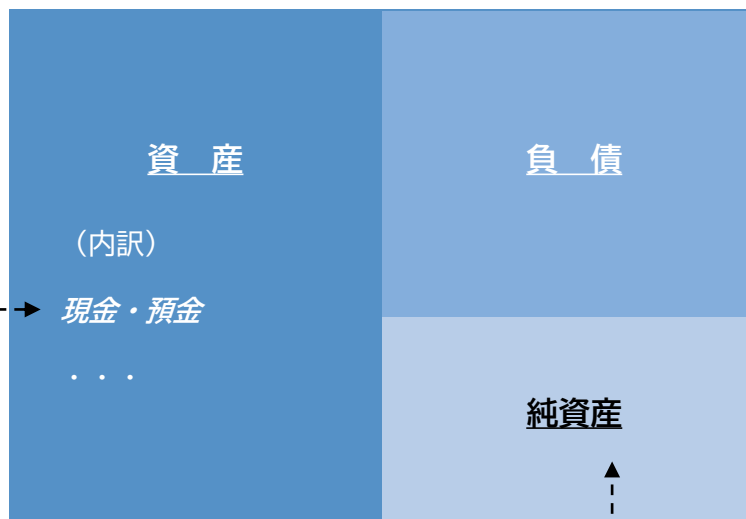 資　産
（内訳）
現金・預金
・・・
負　債
純資産